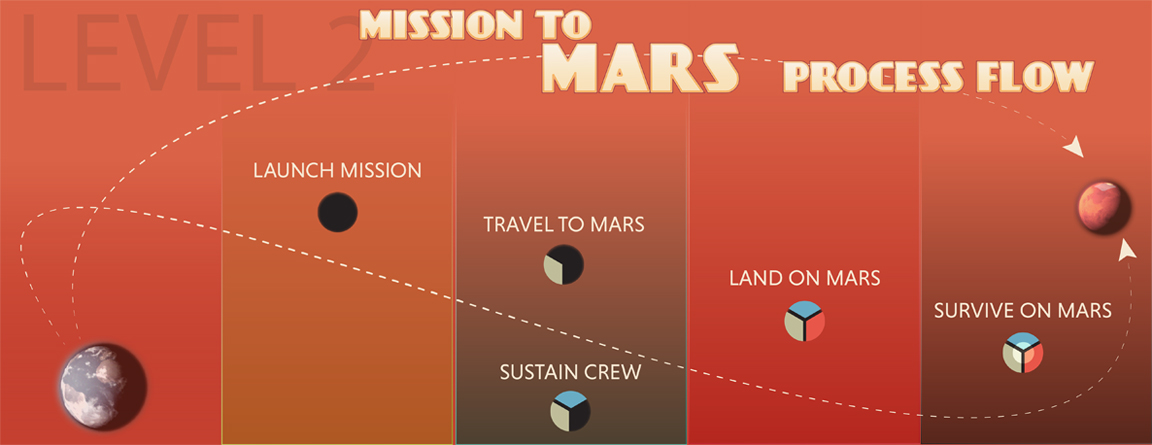 LEVEL 2
MISSION TO
MARS
PROCESS FLOW
LAUNCH MISSION
TRAVEL TO MARS
SUSTAIN CREW
LAND ON MARS
SURVIVE ON MARS